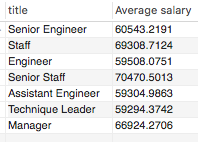 title Average salary
Senior Engineer 60543.2191
Staff 69308.7124
Engineer 59508.0751
Senior Staff 70470.5013
Assistant Engineer 59304.9863
Technique Leader 59294.3742
Manager 66924.2706